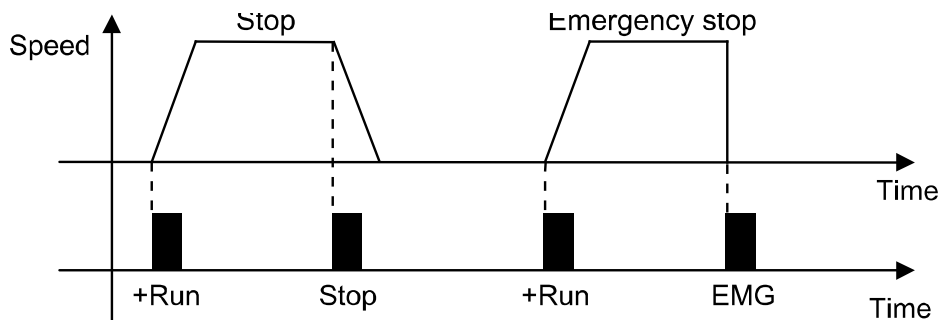 Stop
Emergency stop
Speed
Time
+Run
Stop
+Run
EMG
Time